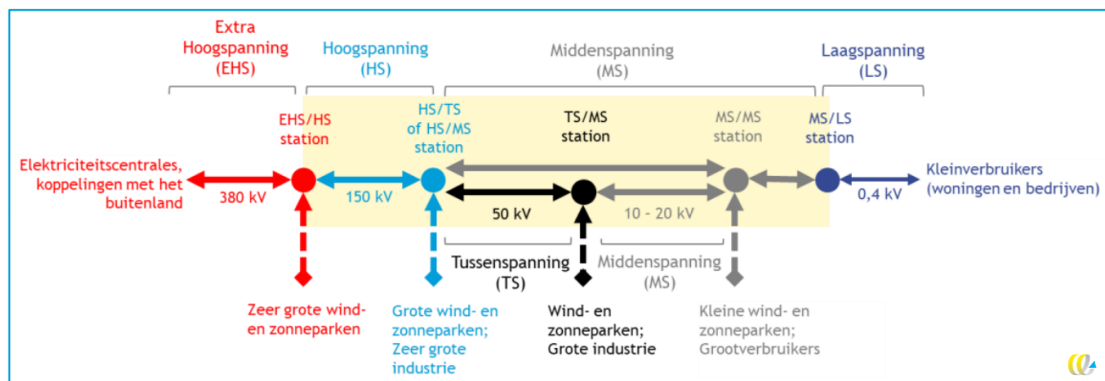 Extra
Hoogspanning
(EHS)
Hoogspanning
(HS)
Middenspanning
(MS)
Laagspanning
(LS)
EHS/HS
station
HS/TS
of HS/MS
station
TS/MS
station
MS/MS
station
MS/LS
station
Elektriciteitscentrales,
koppelingen met het
buitenland
380 kV
150 kV
50 kV
10 - 20 kV
0,4 kV
Kleinverbruikers
(woningen en bedrijven)
Tussenspanning
(TS)
Middenspanning
(MS)
Zeer grote wind-
en zonneparken
Grote wind- en
zonneparken;
Zeer grote
industrie
Wind- en
zonneparken;
Grote industrie
Kleine wind- en
zonneparken;
Grootverbruikers